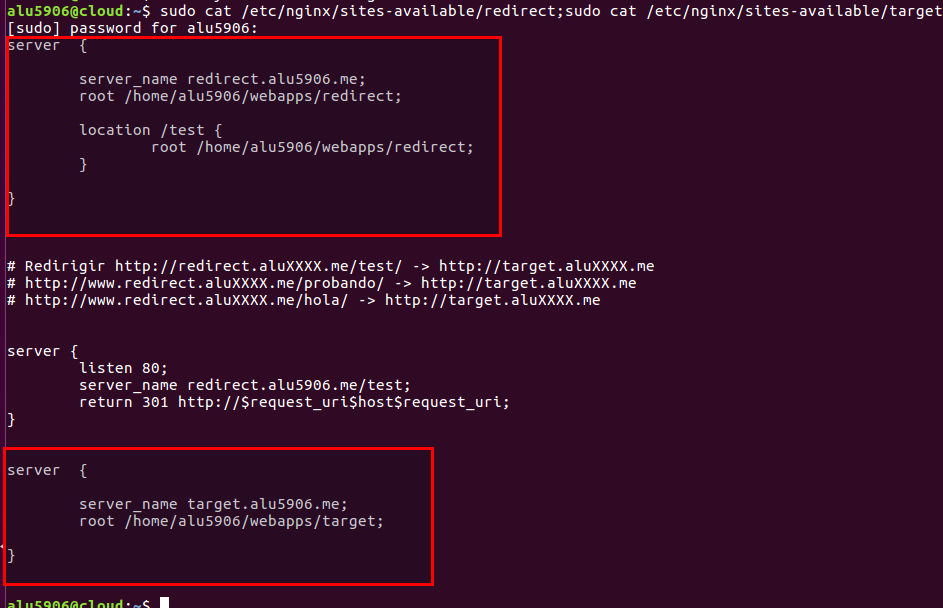 alu5906@cloud:~$ sudo cat /etc/nginx/sites-available/redirect;sudo cat /etc/nginx/sites-available/target
[sudo] password for alu5906:
server  {
server_name redirect.alu5906.me;
root /home/alu5906/webapps/redirect;
location /test {
root /home/alu5906/webapps/redirect;
}
}
# Redirigir http://redirect.aluXXXX.me/test/ -> http://target.aluXXXX.me
# http://www.redirect.aluXXXX.me/probando/ -> http://target.aluXXXX.me
# http://www.redirect.aluXXXX.me/hola/ -> http://target.aluXXXX.me
server {
listen 80;
server_name redirect.alu5906.me/test;
return 301 http://$request_uri$host$request_uri;
}
server  {
server_name target.alu5906.me;
root /home/alu5906/webapps/target;
}
alu5906@cloud:~$